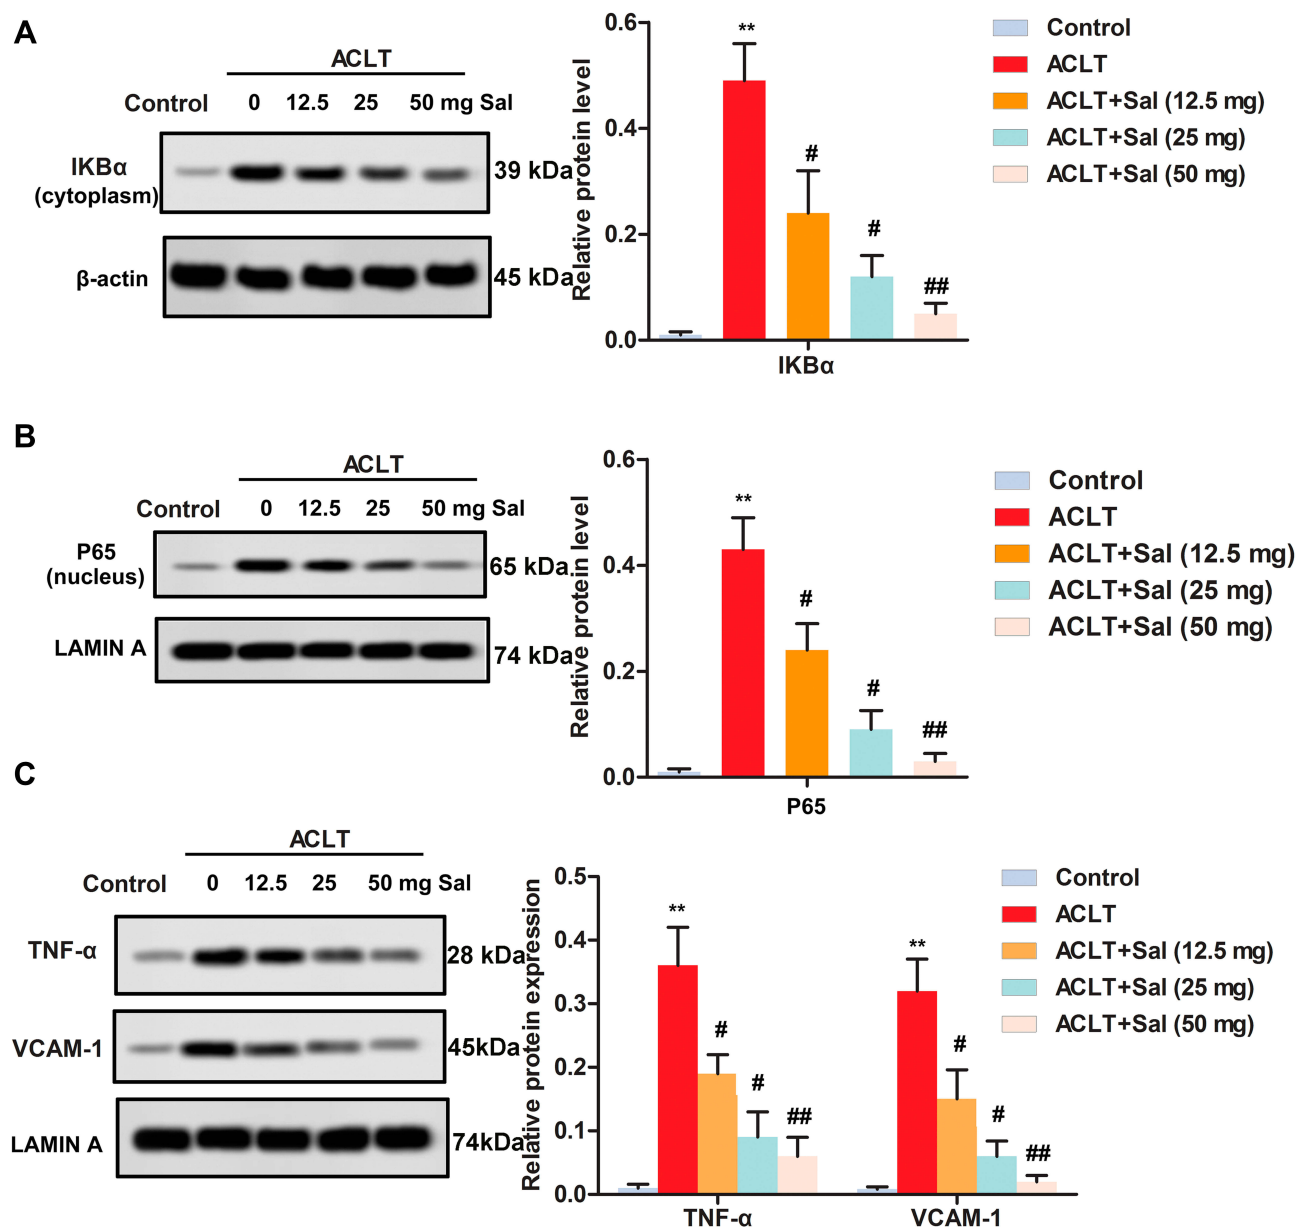 A
ACLT
Control 0 12.5 25 50 mg Sal
IKBα
(cytoplasm)
39 kDa
β-actin
45 kDa
Relative protein level
0.6
0.4
0.2
0.0
**
#
#
##
IKBα
Control
ACLT
ACLT+Sal (12.5 mg)
ACLT+Sal (25 mg)
ACLT+Sal (50 mg)
B
ACLT
Control 0 12.5 25 50 mg Sal
P65
(nucleus)
65 kDa
LAMIN A
74 kDa
Relative protein level
0.6
0.4
0.2
0.0
**
#
#
##
P65
Control
ACLT
ACLT+Sal (12.5 mg)
ACLT+Sal (25 mg)
ACLT+Sal (50 mg)
C
ACLT
Control 0 12.5 25 50 mg Sal
TNF-α
28 kDa
VCAM-1
45kDa
LAMIN A
74kDa
Relative protein expression
0.5
0.4
0.3
0.2
0.1
0.0
**
#
#
##
**
#
#
##
TNF-α
VCAM-1
Control
ACLT
ACLT+Sal (12.5 mg)
ACLT+Sal (25 mg)
ACLT+Sal (50 mg)